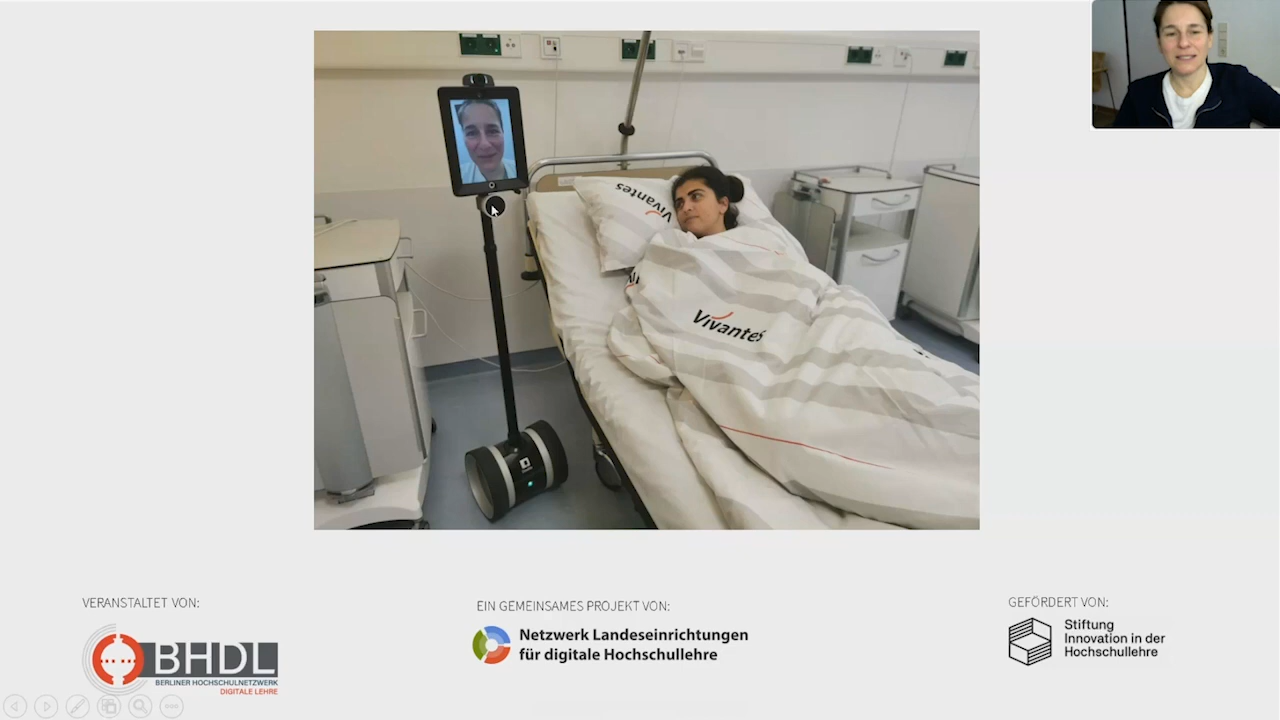 Vivantes
Vivantes
VERANSTALTET VON:
EIN GEMEINSAMES PROJEKT VON:
GEFÖRDERT VON:
BHDL
BERLINER HOCHSCHULNETZWERK
DIGITALE LEHRE
Netzwerk Landeseinrichtungen
für digitale Hochschullehre
Stiftung
Innovation in der
Hochschullehre